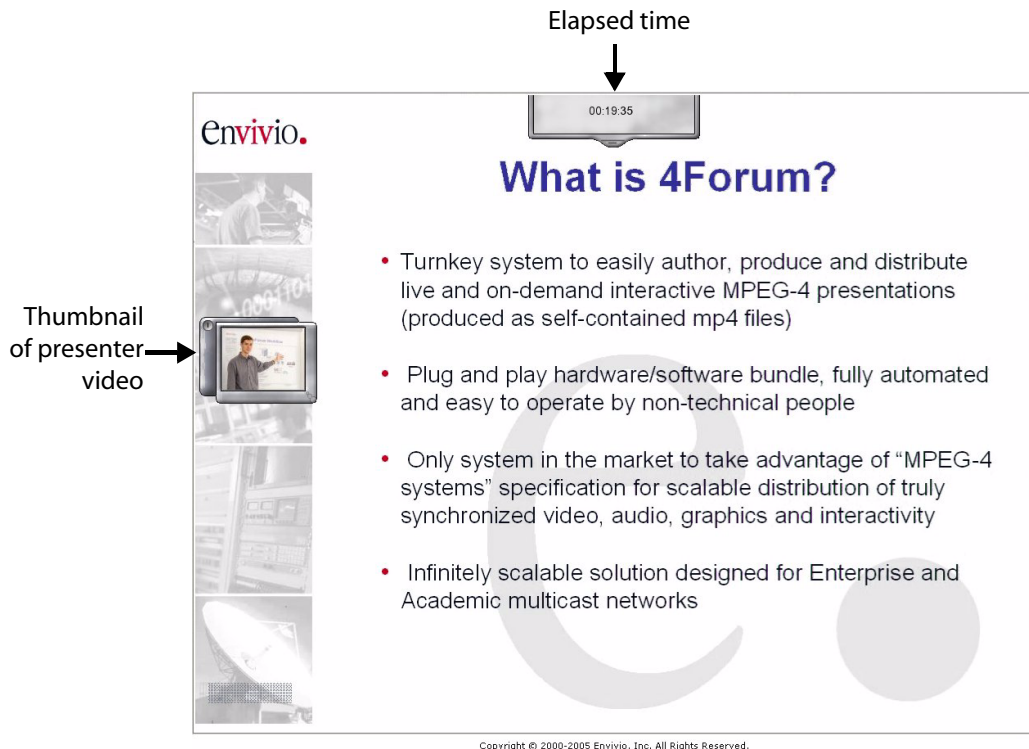 Elapsed time
00:19:35
envivio.
What is 4Forum?
• Turnkey system to easily author, produce and distribute
live and on-demand interactive MPEG-4 presentations
(produced as self-contained mp4 files)
Thumbnail
of presenter
video
• Plug and play hardware/software bundle, fully automated
and easy to operate by non-technical people
• Only system in the market to take advantage of “MPEG-4
systems” specification for scalable distribution of truly
synchronized video, audio, graphics and interactivity
• Infinitely scalable solution designed for Enterprise and
Academic multicast networks
e.
Copyright © 2000-2005 Envivio, Inc. All Rights Reserved.